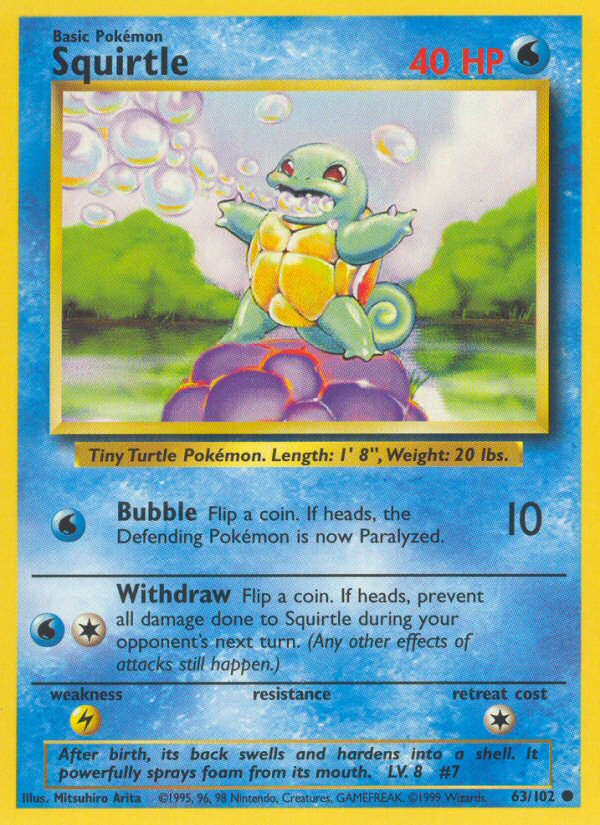 Basic Pokémon
Squirtle
40 HP
Tiny Turtle Pokémon. Length: 1' 8", Weight: 20 lbs.
Bubble Flip a coin. If heads, the
Defending Pokémon is now Paralyzed.
10
Withdraw Flip a coin. If heads, prevent
all damage done to Squirtle during your
opponent's next turn. (Any other effects of
attacks still happen.)
weakness resistance retreat cost
After birth, its back swells and hardens into a shell. It
powerfully sprays foam from its mouth. LV. 8 #7
Illus. Mitsuhiro Arita ©1995, 96, 98 Nintendo, Creatures, GAMEFREAK. ©1999 Wizards. 63/102